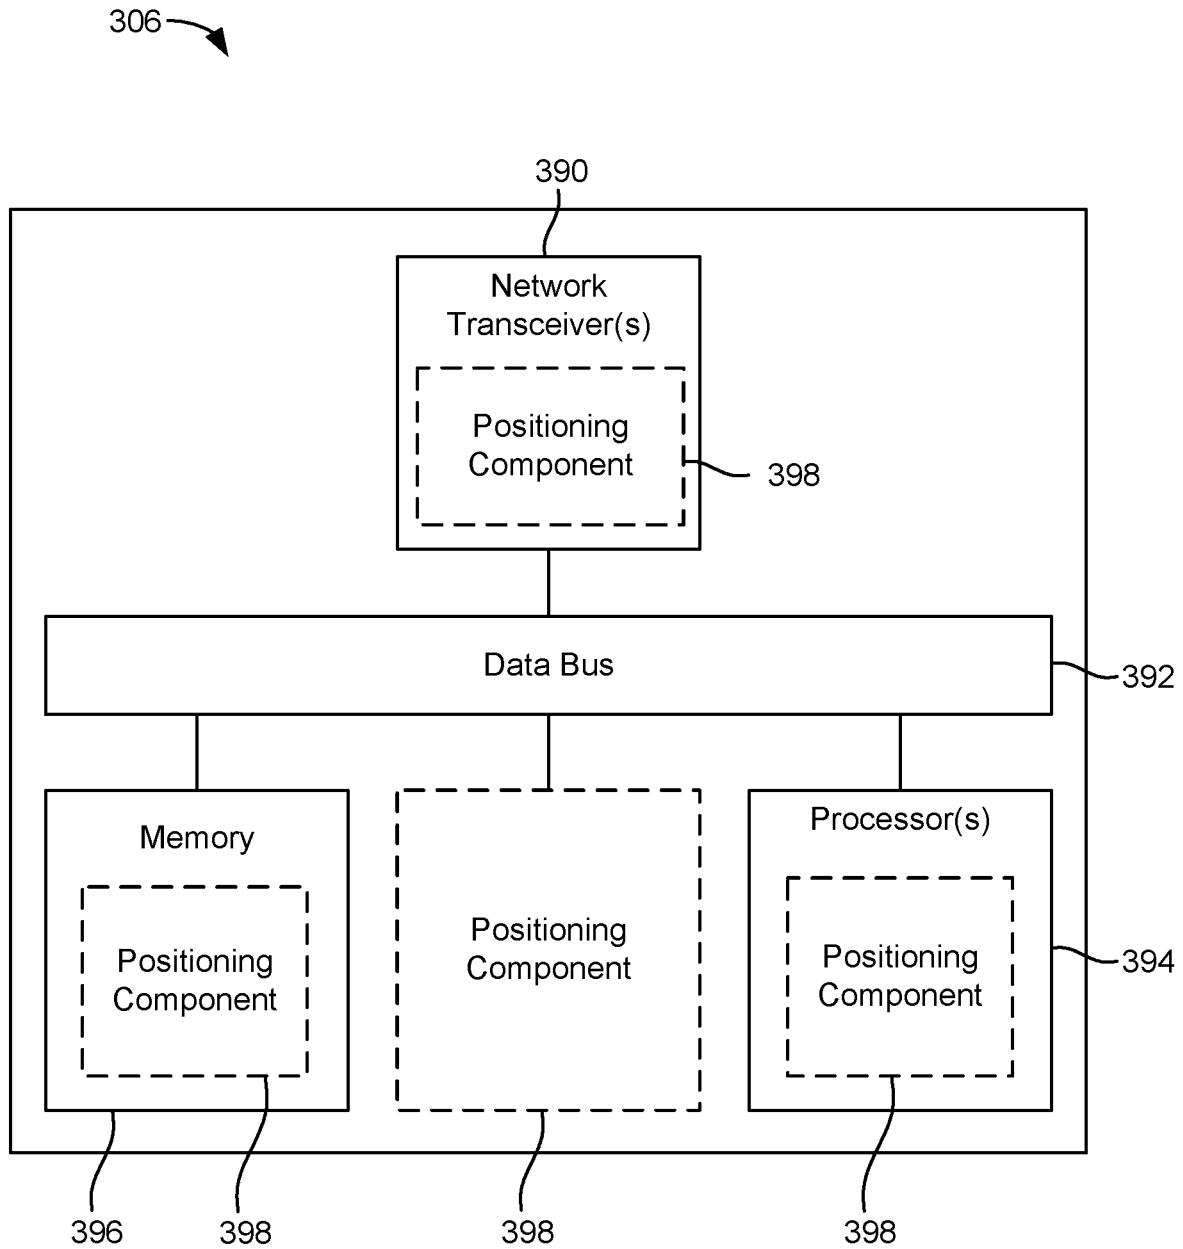 306
390
Network
Transceiver(s)
Positioning
Component
398
Data Bus
392
Memory
Positioning
Component
Positioning
Component
Processor(s)
Positioning
Component
394
396
398
398
398